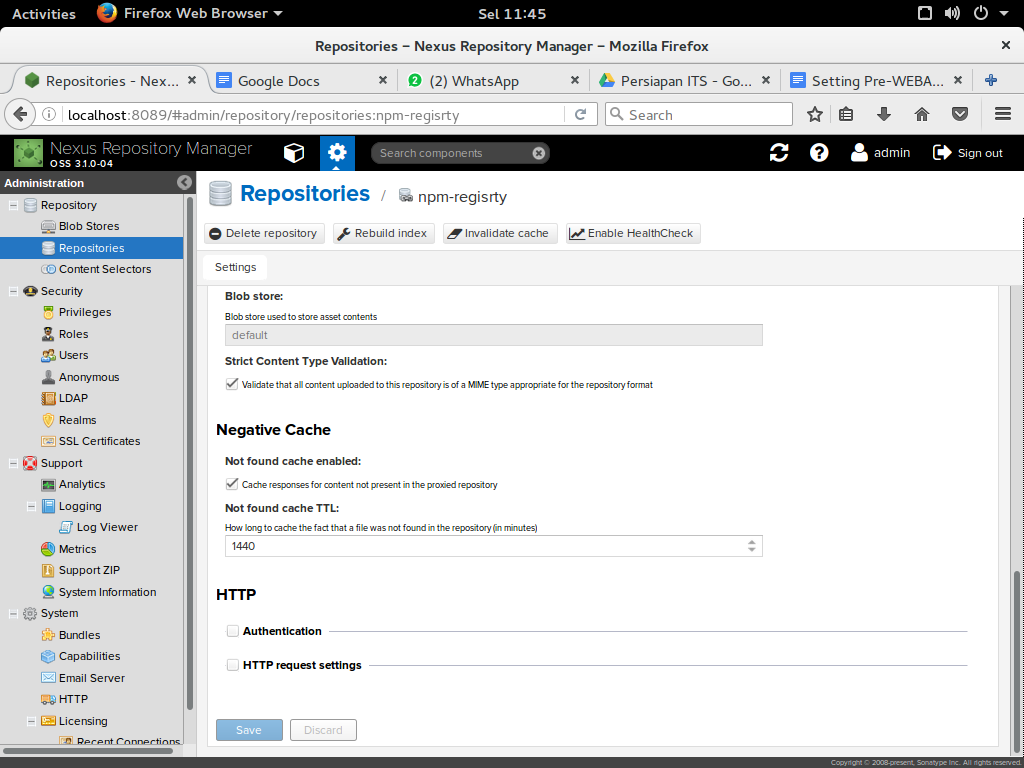 Activities Firefox Web Browser Sel 11:45
Repositories – Nexus Repository Manager – Mozilla Firefox
Repositories - Nex... Google Docs (2) WhatsApp Persiapan ITS - Go... Setting Pre-WEBA...
localhost:8089/#admin/repository/repositories:npm-regisrty Search
Nexus Repository Manager
OSS 3.1.0-04
Search components
admin Sign out
Administration
Repository
Blob Stores
Repositories
Content Selectors
Security
Privileges
Roles
Users
Anonymous
LDAP
Realms
SSL Certificates
Support
Analytics
Logging
Log Viewer
Metrics
Support ZIP
System Information
System
Bundles
Capabilities
Email Server
HTTP
Licensing
Recent Connections
Repositories / npm-regisrty
Delete repository Rebuild index Invalidate cache Enable HealthCheck
Settings
Blob store:
Blob store used to store asset contents
default
Strict Content Type Validation:
Validate that all content uploaded to this repository is of a MIME type appropriate for the repository format
Negative Cache
Not found cache enabled:
Cache responses for content not present in the proxied repository
Not found cache TTL:
How long to cache the fact that a file was not found in the repository (in minutes)
1440
HTTP
Authentication
HTTP request settings
Save Discard
Copyright © 2008-present, Sonatype Inc. All rights reserved.